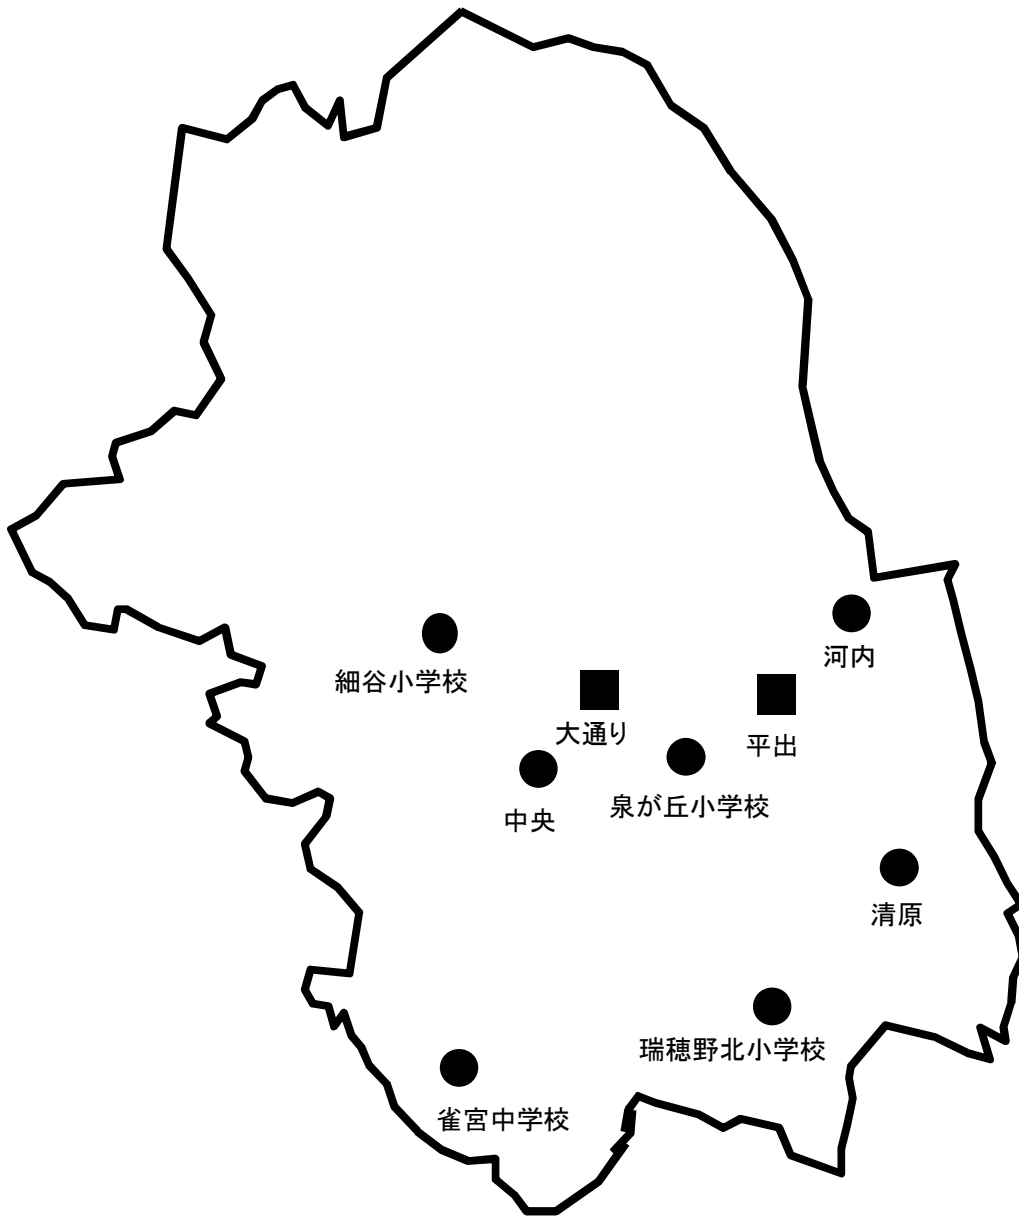 河内
細谷小学校
大通り
平出
泉が丘小学校
中央
清原
瑞穂野北小学校
雀宮中学校